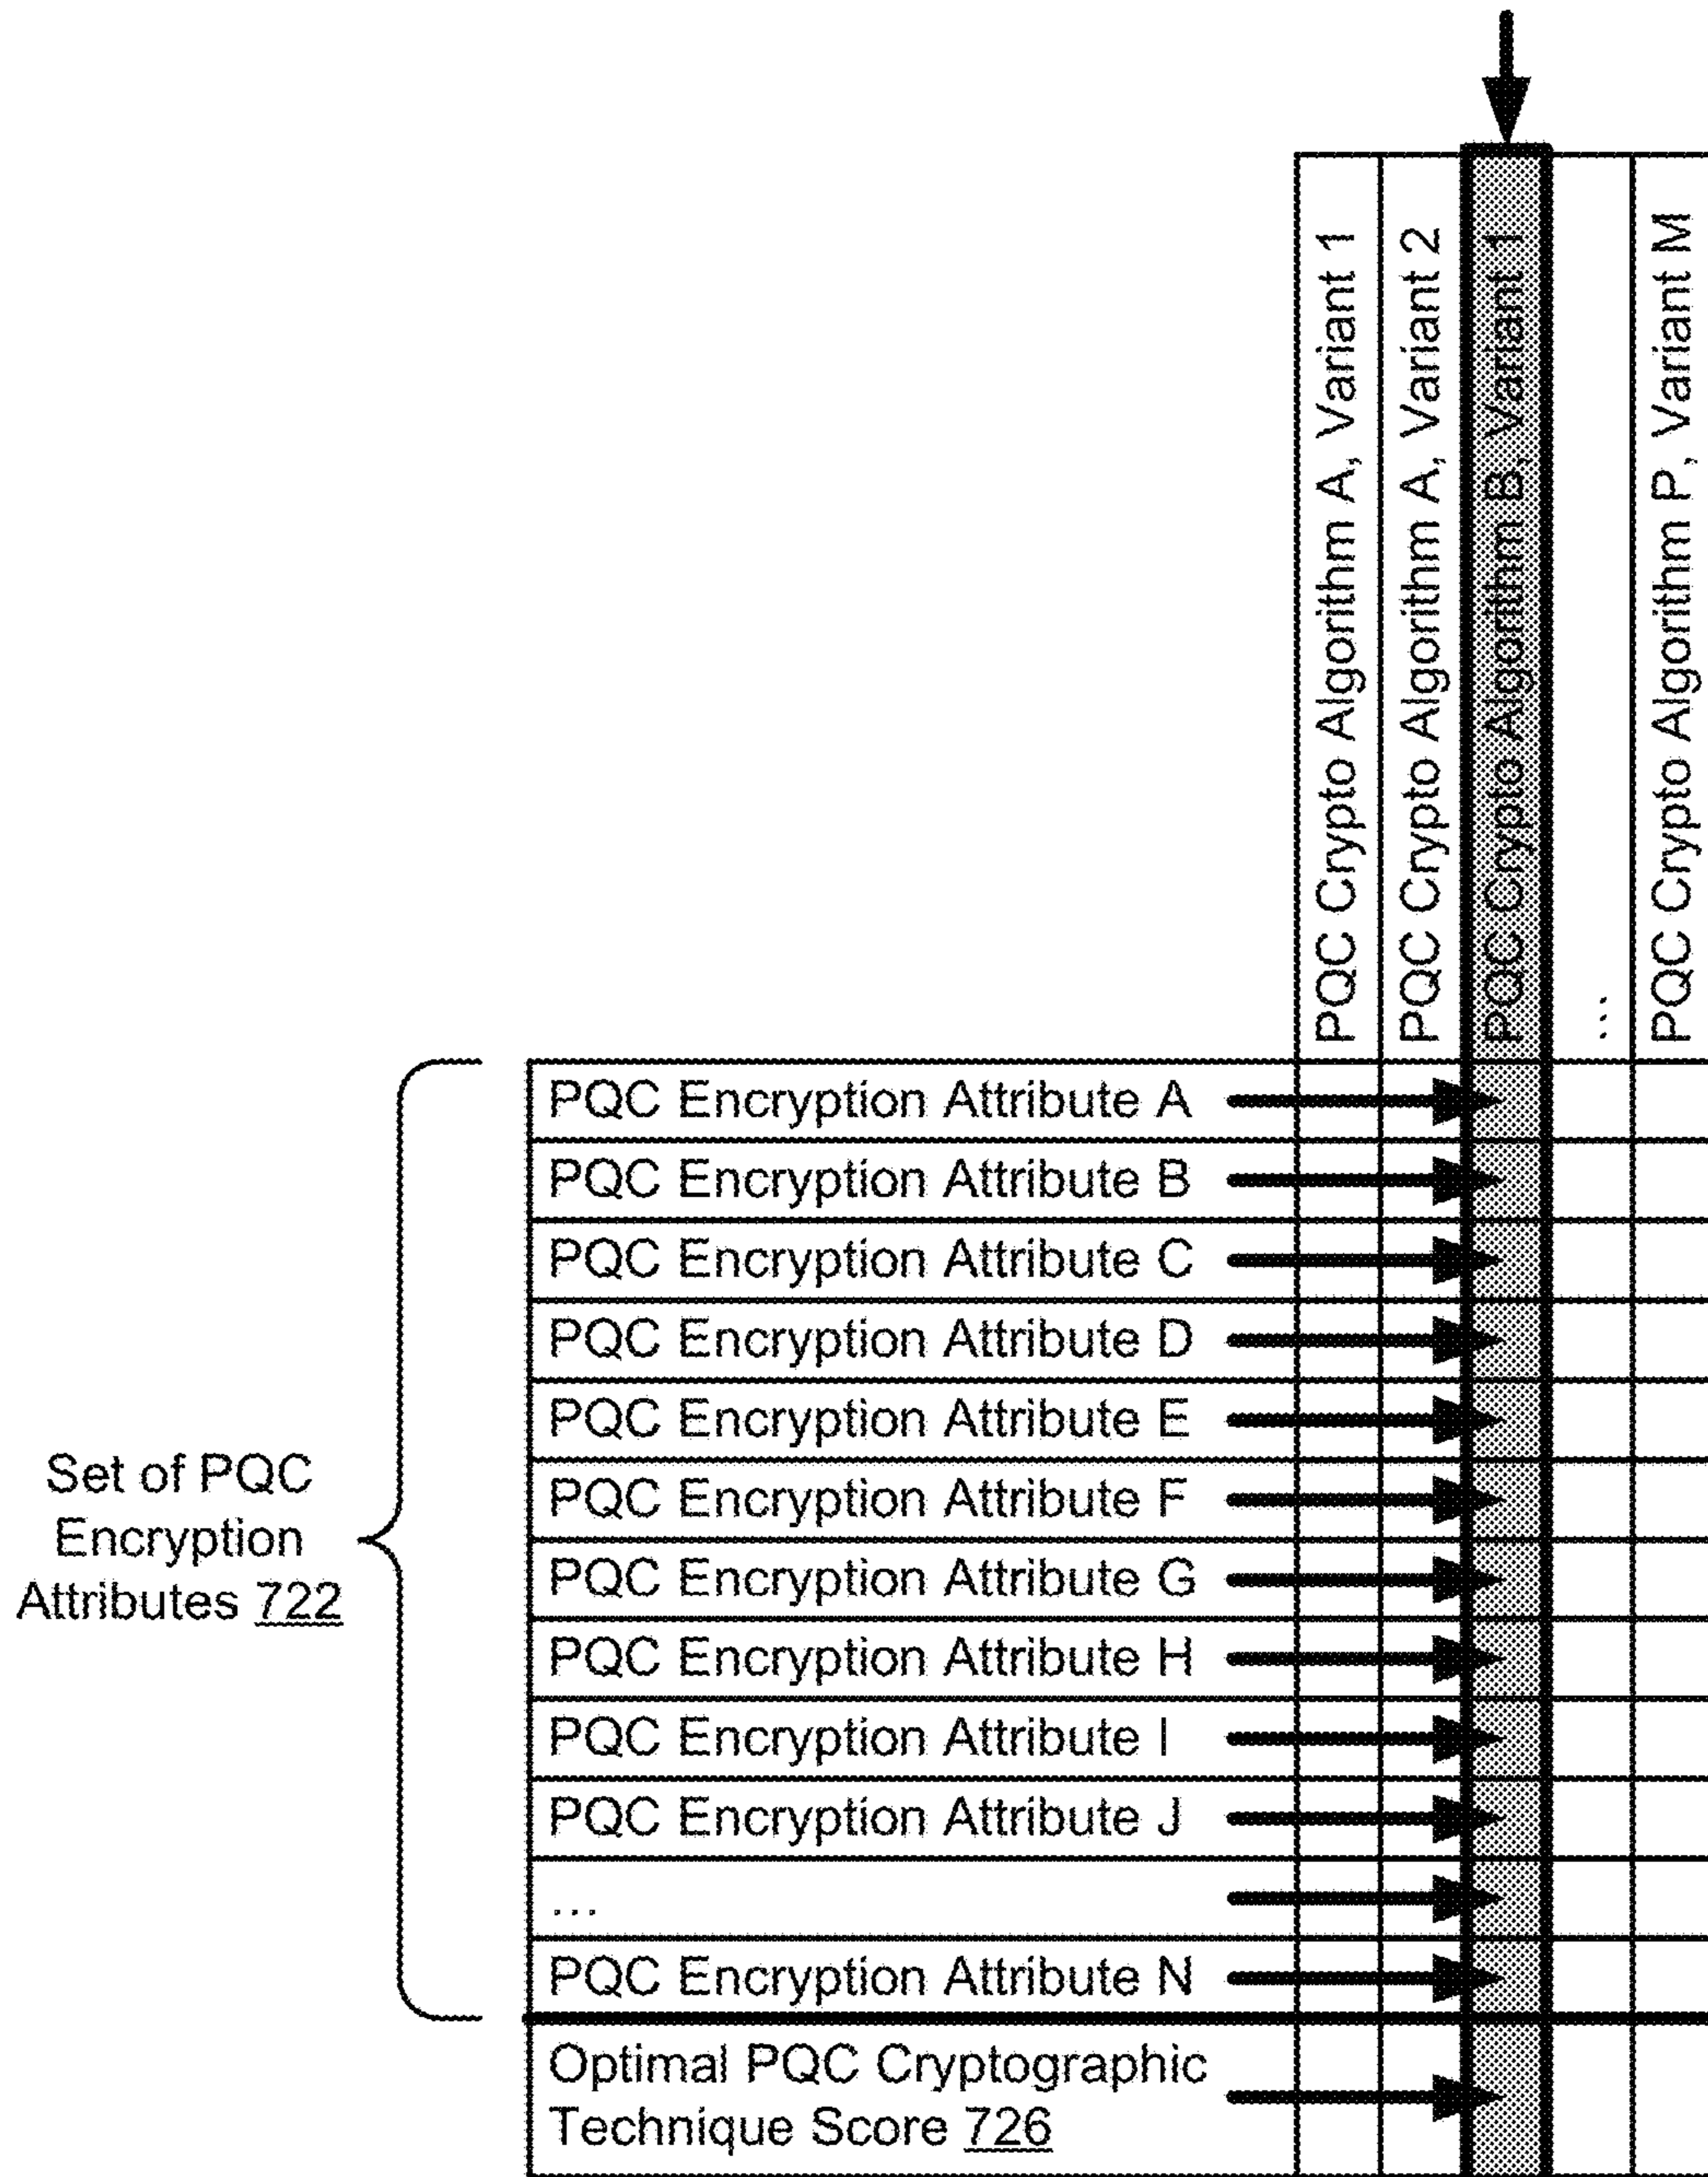 PQC Crypto Algorithm A, Variant 1
PQC Crypto Algorithm A, Variant 2
PQC Crypto Algorithm B, Variant 1
...
PQC Crypto Algorithm P, Variant M
Set of PQC
Encryption
Attributes 722
PQC Encryption Attribute A
PQC Encryption Attribute B
PQC Encryption Attribute C
PQC Encryption Attribute D
PQC Encryption Attribute E
PQC Encryption Attribute F
PQC Encryption Attribute G
PQC Encryption Attribute H
PQC Encryption Attribute I
PQC Encryption Attribute J
...
PQC Encryption Attribute N
Optimal PQC Cryptographic
Technique Score 726